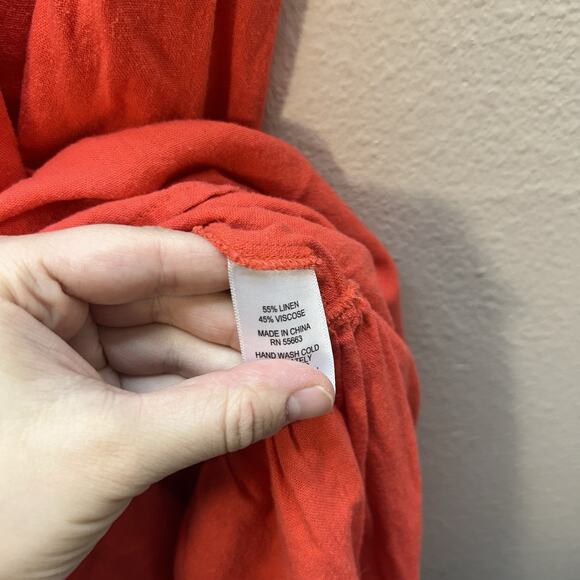 55% LINEN
45% VISCOSE
MADE IN CHINA
RN 55663
HAND WASH COLD